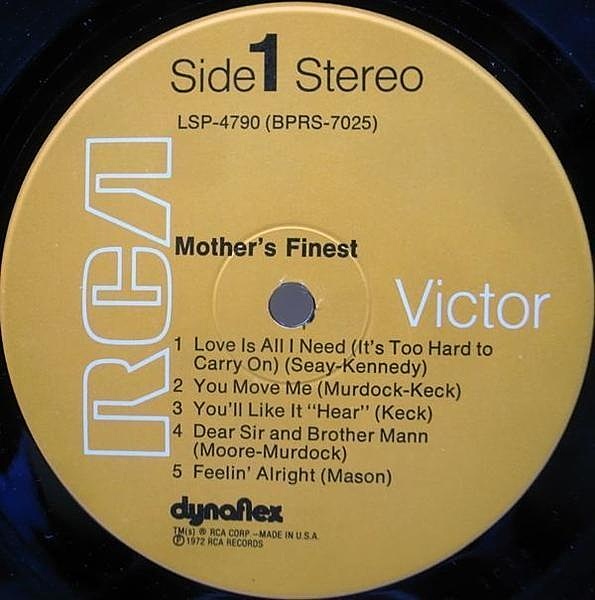 Side 1 Stereo
LSP-4790 (BPRS-7025)
RCA
Mother's Finest
Victor
1 Love Is All I Need (It's Too Hard to
Carry On) (Seay-Kennedy)
2 You Move Me (Murdock-Keck)
3 You'll Like It "Hear" (Keck)
4 Dear Sir and Brother Mann
(Moore-Murdock)
5 Feelin' Alright (Mason)
dynaflex
TM(s) ® RCA CORP.—MADE IN U.S.A.
℗ 1972 RCA RECORDS